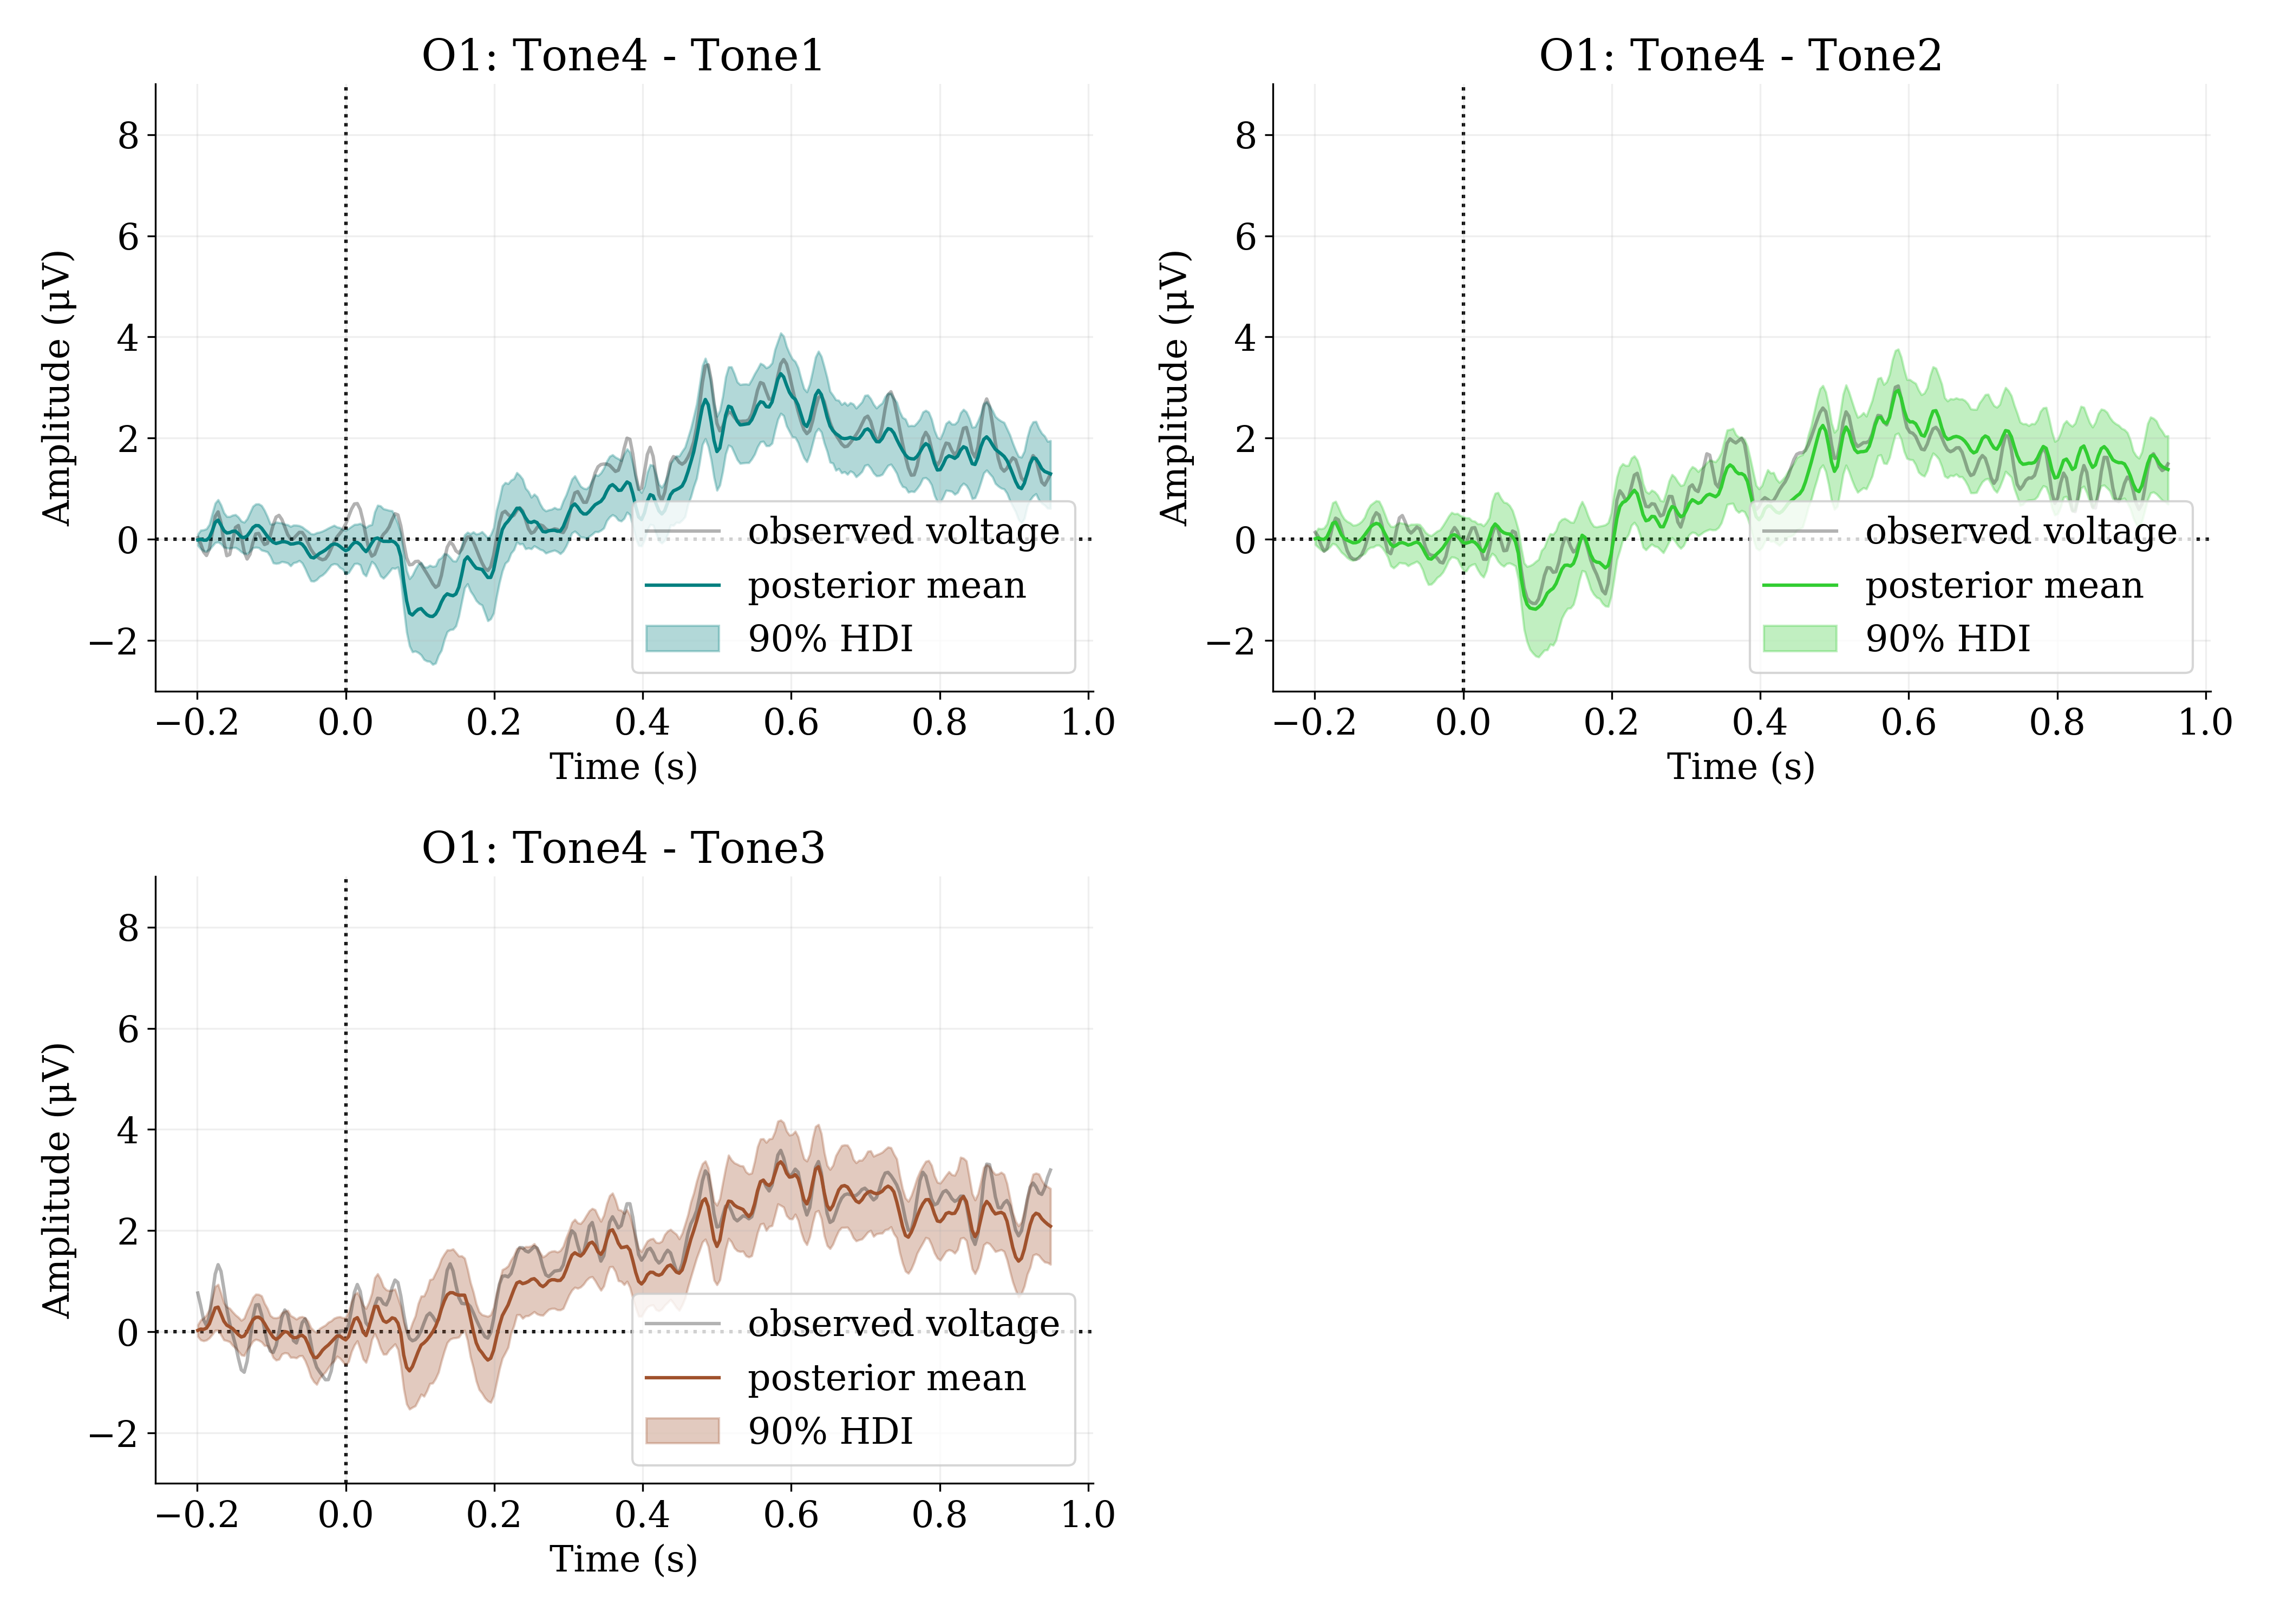 O1: Tone4 - Tone1
8
6
4
2
0
−2
Amplitude (μV)
observed voltage
posterior mean
90% HDI
−0.2 0.0 0.2 0.4 0.6 0.8 1.0
Time (s)
O1: Tone4 - Tone2
8
6
4
2
0
−2
Amplitude (μV)
observed voltage
posterior mean
90% HDI
−0.2 0.0 0.2 0.4 0.6 0.8 1.0
Time (s)
O1: Tone4 - Tone3
8
6
4
2
0
−2
Amplitude (μV)
observed voltage
posterior mean
90% HDI
−0.2 0.0 0.2 0.4 0.6 0.8 1.0
Time (s)